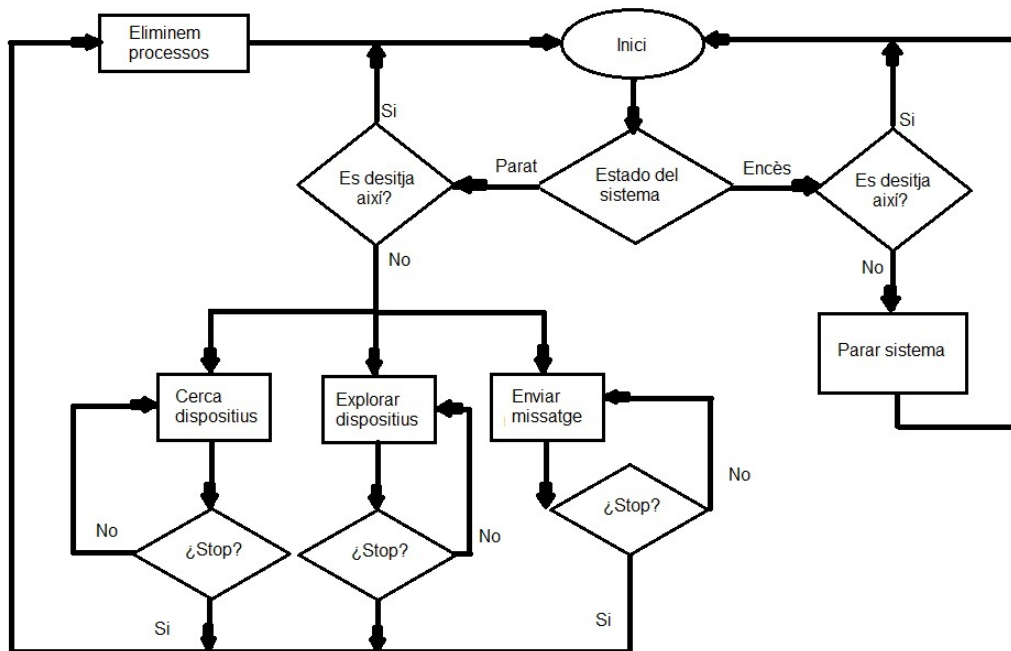 Eliminem
processos
Inici
Si
Si
Es desitja
així?
Parat
Estado del
sistema
Encès
Es desitja
així?
No
No
Parar sistema
Cerca
dispositius
Explorar
dispositius
Enviar
missatge
No
¿Stop?
¿Stop?
No
¿Stop?
No
Si
Si